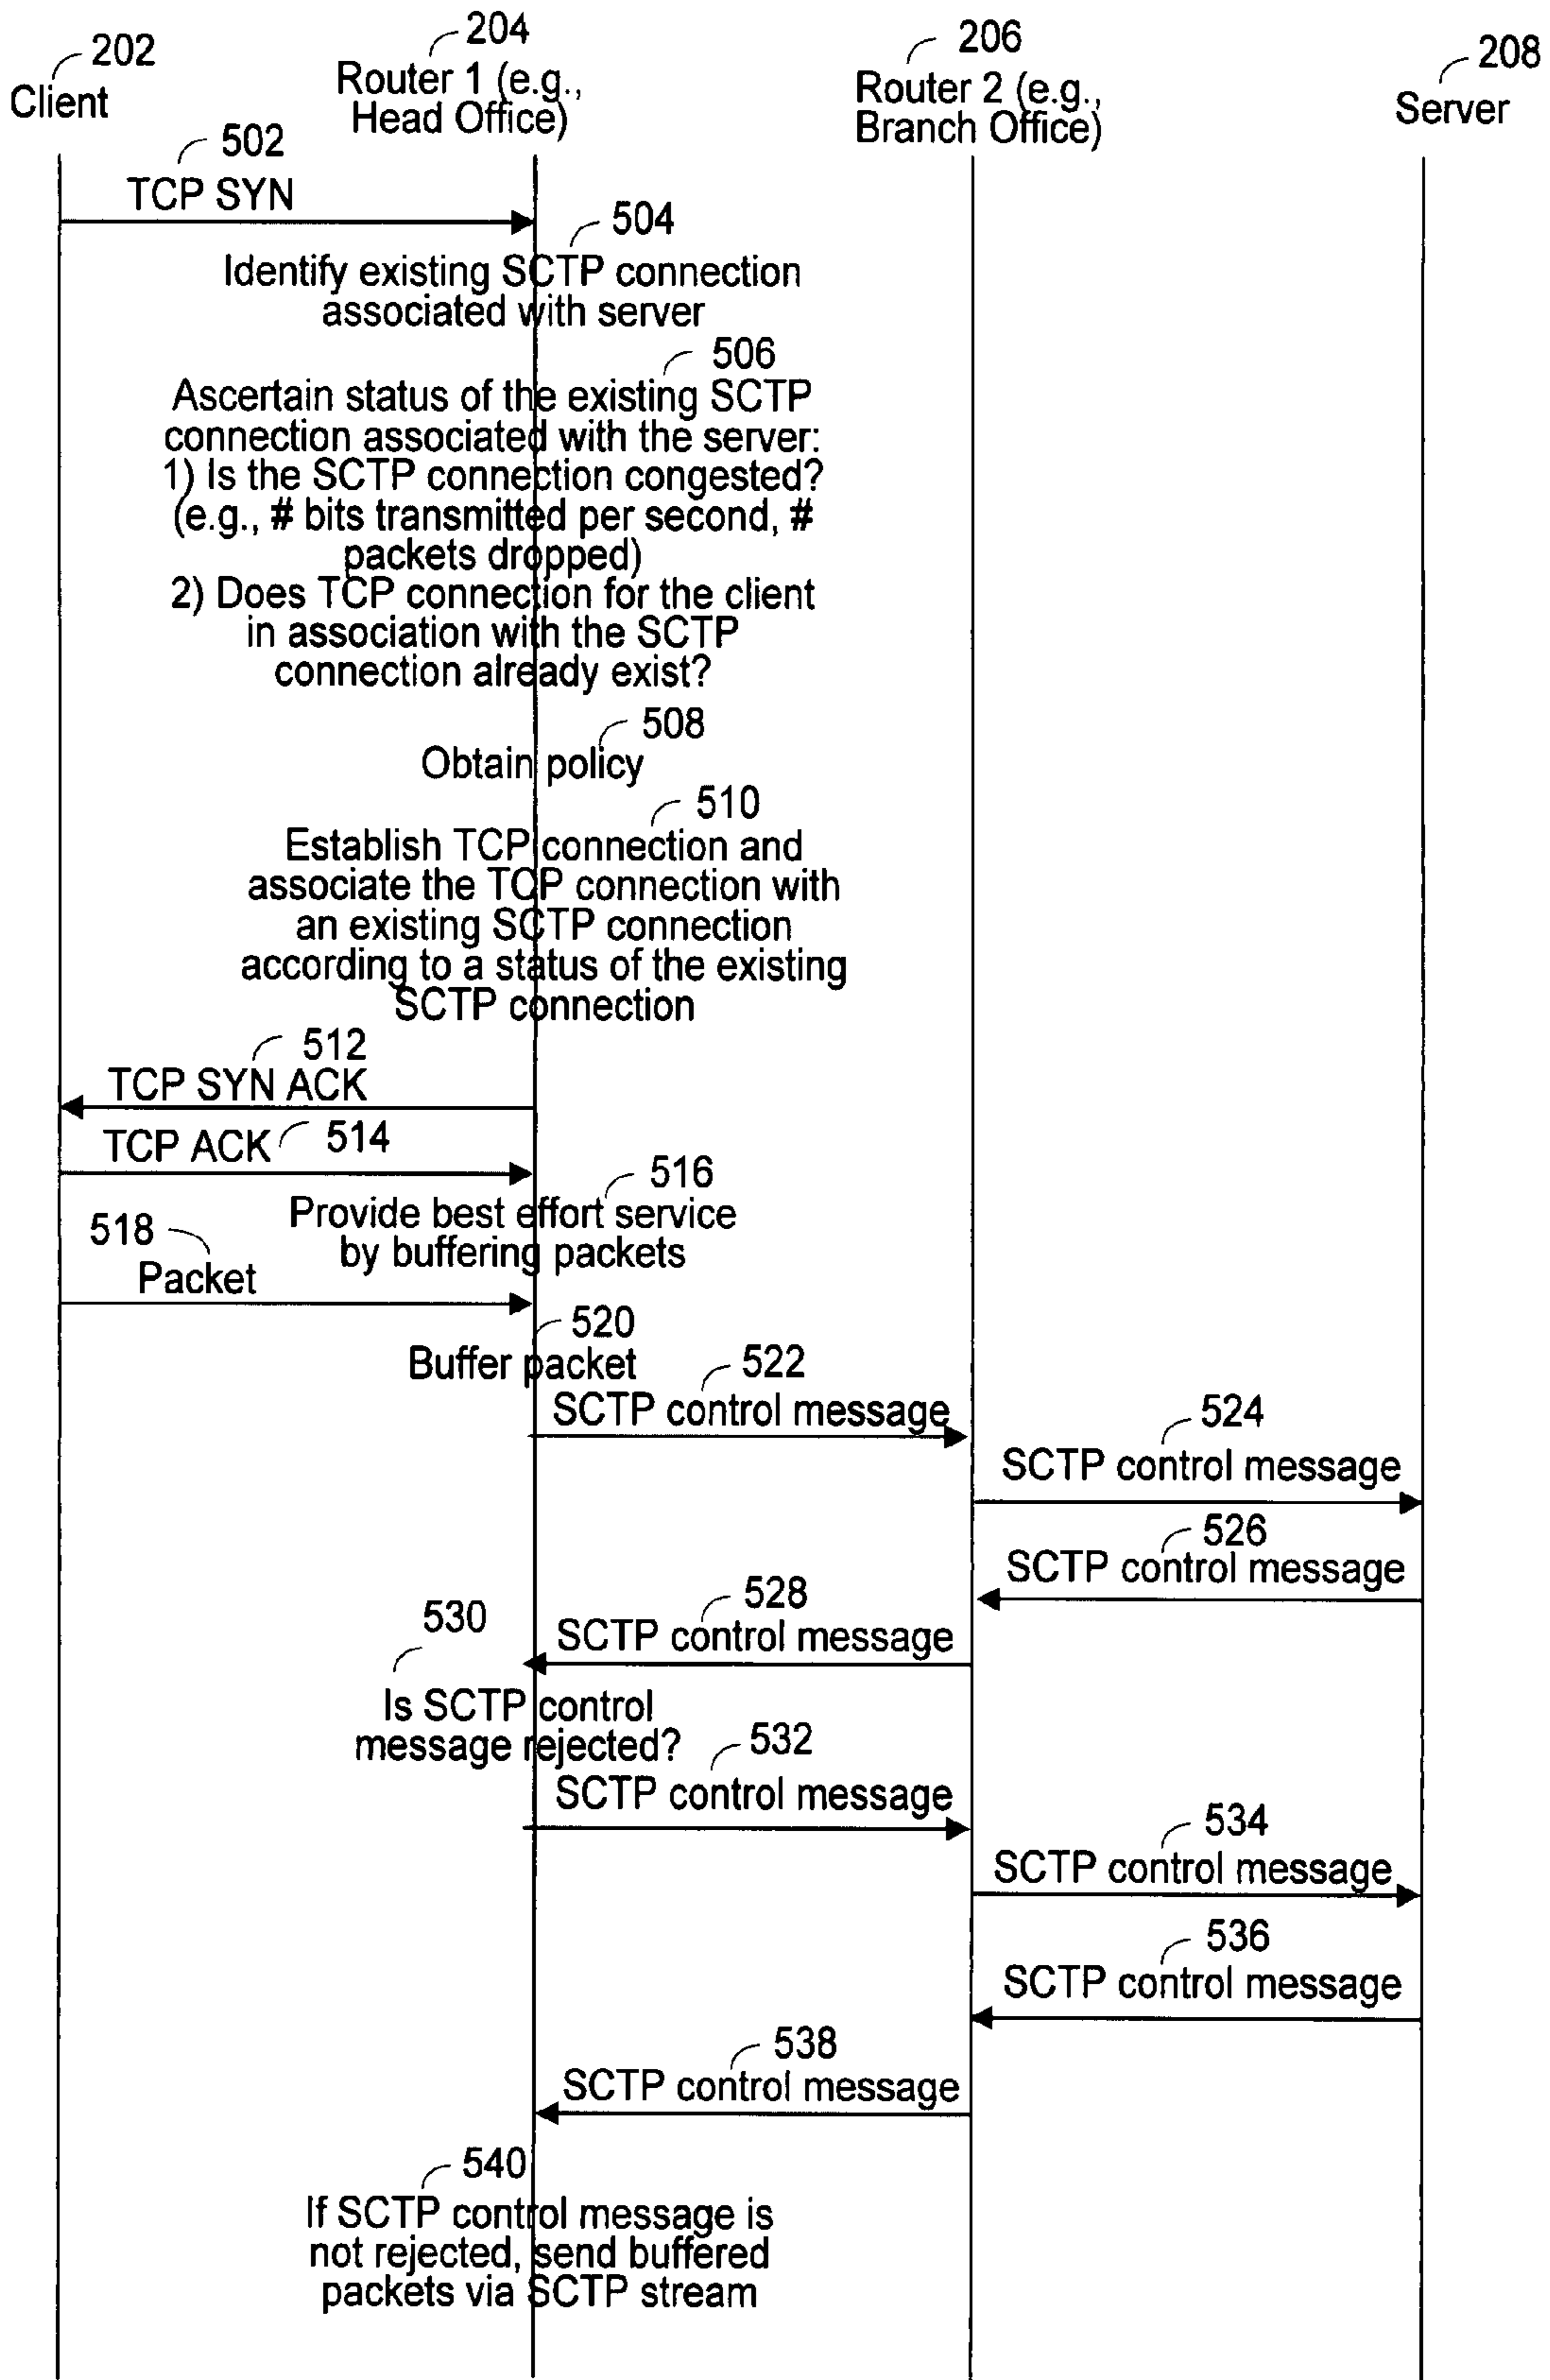 202
Client
204
Router 1 (e.g.,
Head Office)
206
Router 2 (e.g.,
Branch Office)
208
Server
502
TCP SYN
504
Identify existing SCTP connection
associated with server
506
Ascertain status of the existing SCTP
connection associated with the server:
1) Is the SCTP connection congested?
(e.g., # bits transmitted per second, #
packets dropped)
2) Does TCP connection for the client
in association with the SCTP
connection already exist?
508
Obtain policy
510
Establish TCP connection and
associate the TCP connection with
an existing SCTP connection
according to a status of the existing
SCTP connection
512
TCP SYN ACK
TCP ACK 514
516
Provide best effort service
by buffering packets
518
Packet
520
Buffer packet
522
SCTP control message
524
SCTP control message
526
SCTP control message
528
SCTP control message
530
Is SCTP control
message rejected?
532
SCTP control message
534
SCTP control message
536
SCTP control message
538
SCTP control message
540
If SCTP control message is
not rejected, send buffered
packets via SCTP stream